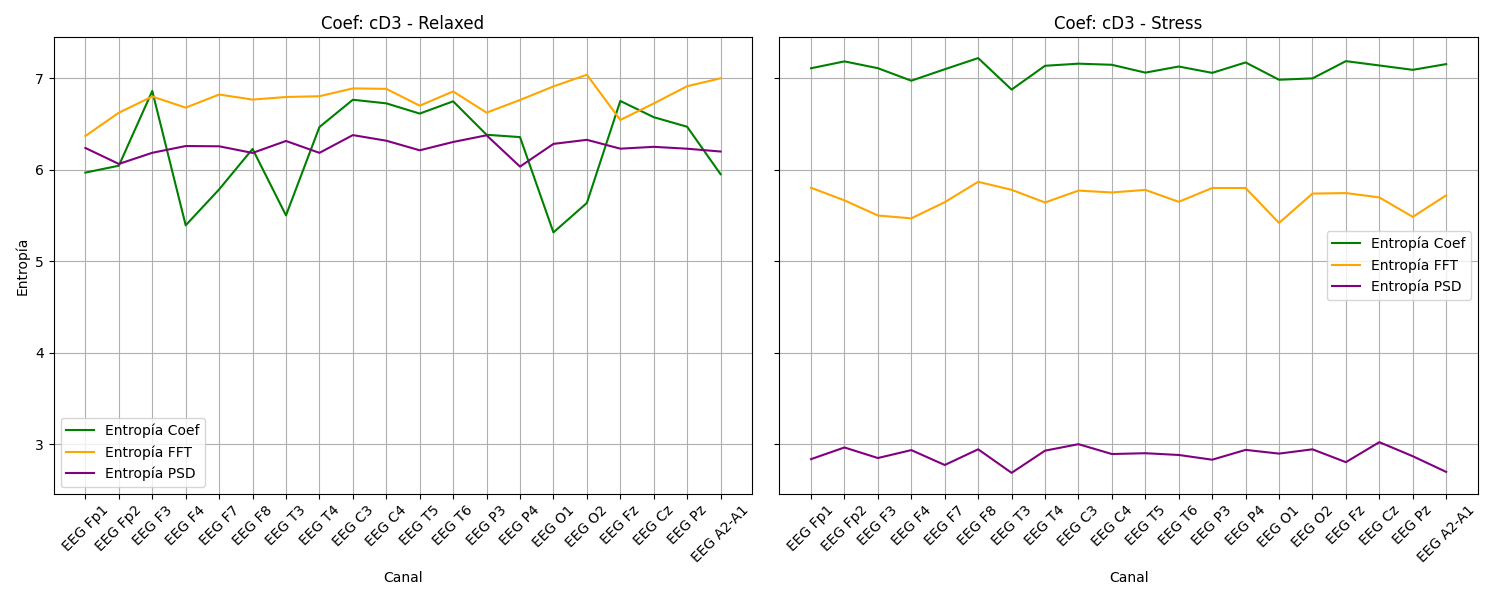 Coef: cD3 - Relaxed
Entropía
7
6
5
4
3
Entropía Coef
Entropía FFT
Entropía PSD
EEG Fp1
EEG Fp2
EEG F3
EEG F4
EEG F7
EEG F8
EEG T3
EEG T4
EEG C3
EEG C4
EEG T5
EEG T6
EEG P3
EEG P4
EEG O1
EEG O2
EEG Fz
EEG Cz
EEG Pz
EEG A2-A1
Canal
Coef: cD3 - Stress
Entropía Coef
Entropía FFT
Entropía PSD
EEG Fp1
EEG Fp2
EEG F3
EEG F4
EEG F7
EEG F8
EEG T3
EEG T4
EEG C3
EEG C4
EEG T5
EEG T6
EEG P3
EEG P4
EEG O1
EEG O2
EEG Fz
EEG Cz
EEG Pz
EEG A2-A1
Canal